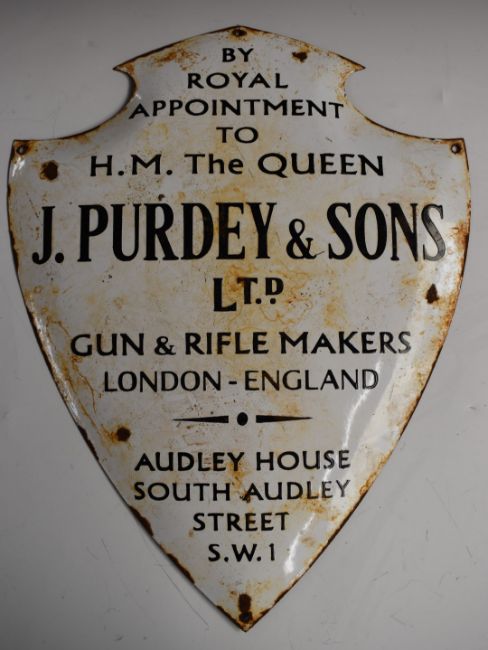 BY
ROYAL
APPOINTMENT
TO
H.M. The QUEEN
J. PURDEY & SONS
LT.D
GUN & RIFLE MAKERS
LONDON - ENGLAND
AUDLEY HOUSE
SOUTH AUDLEY
STREET
S.W.1